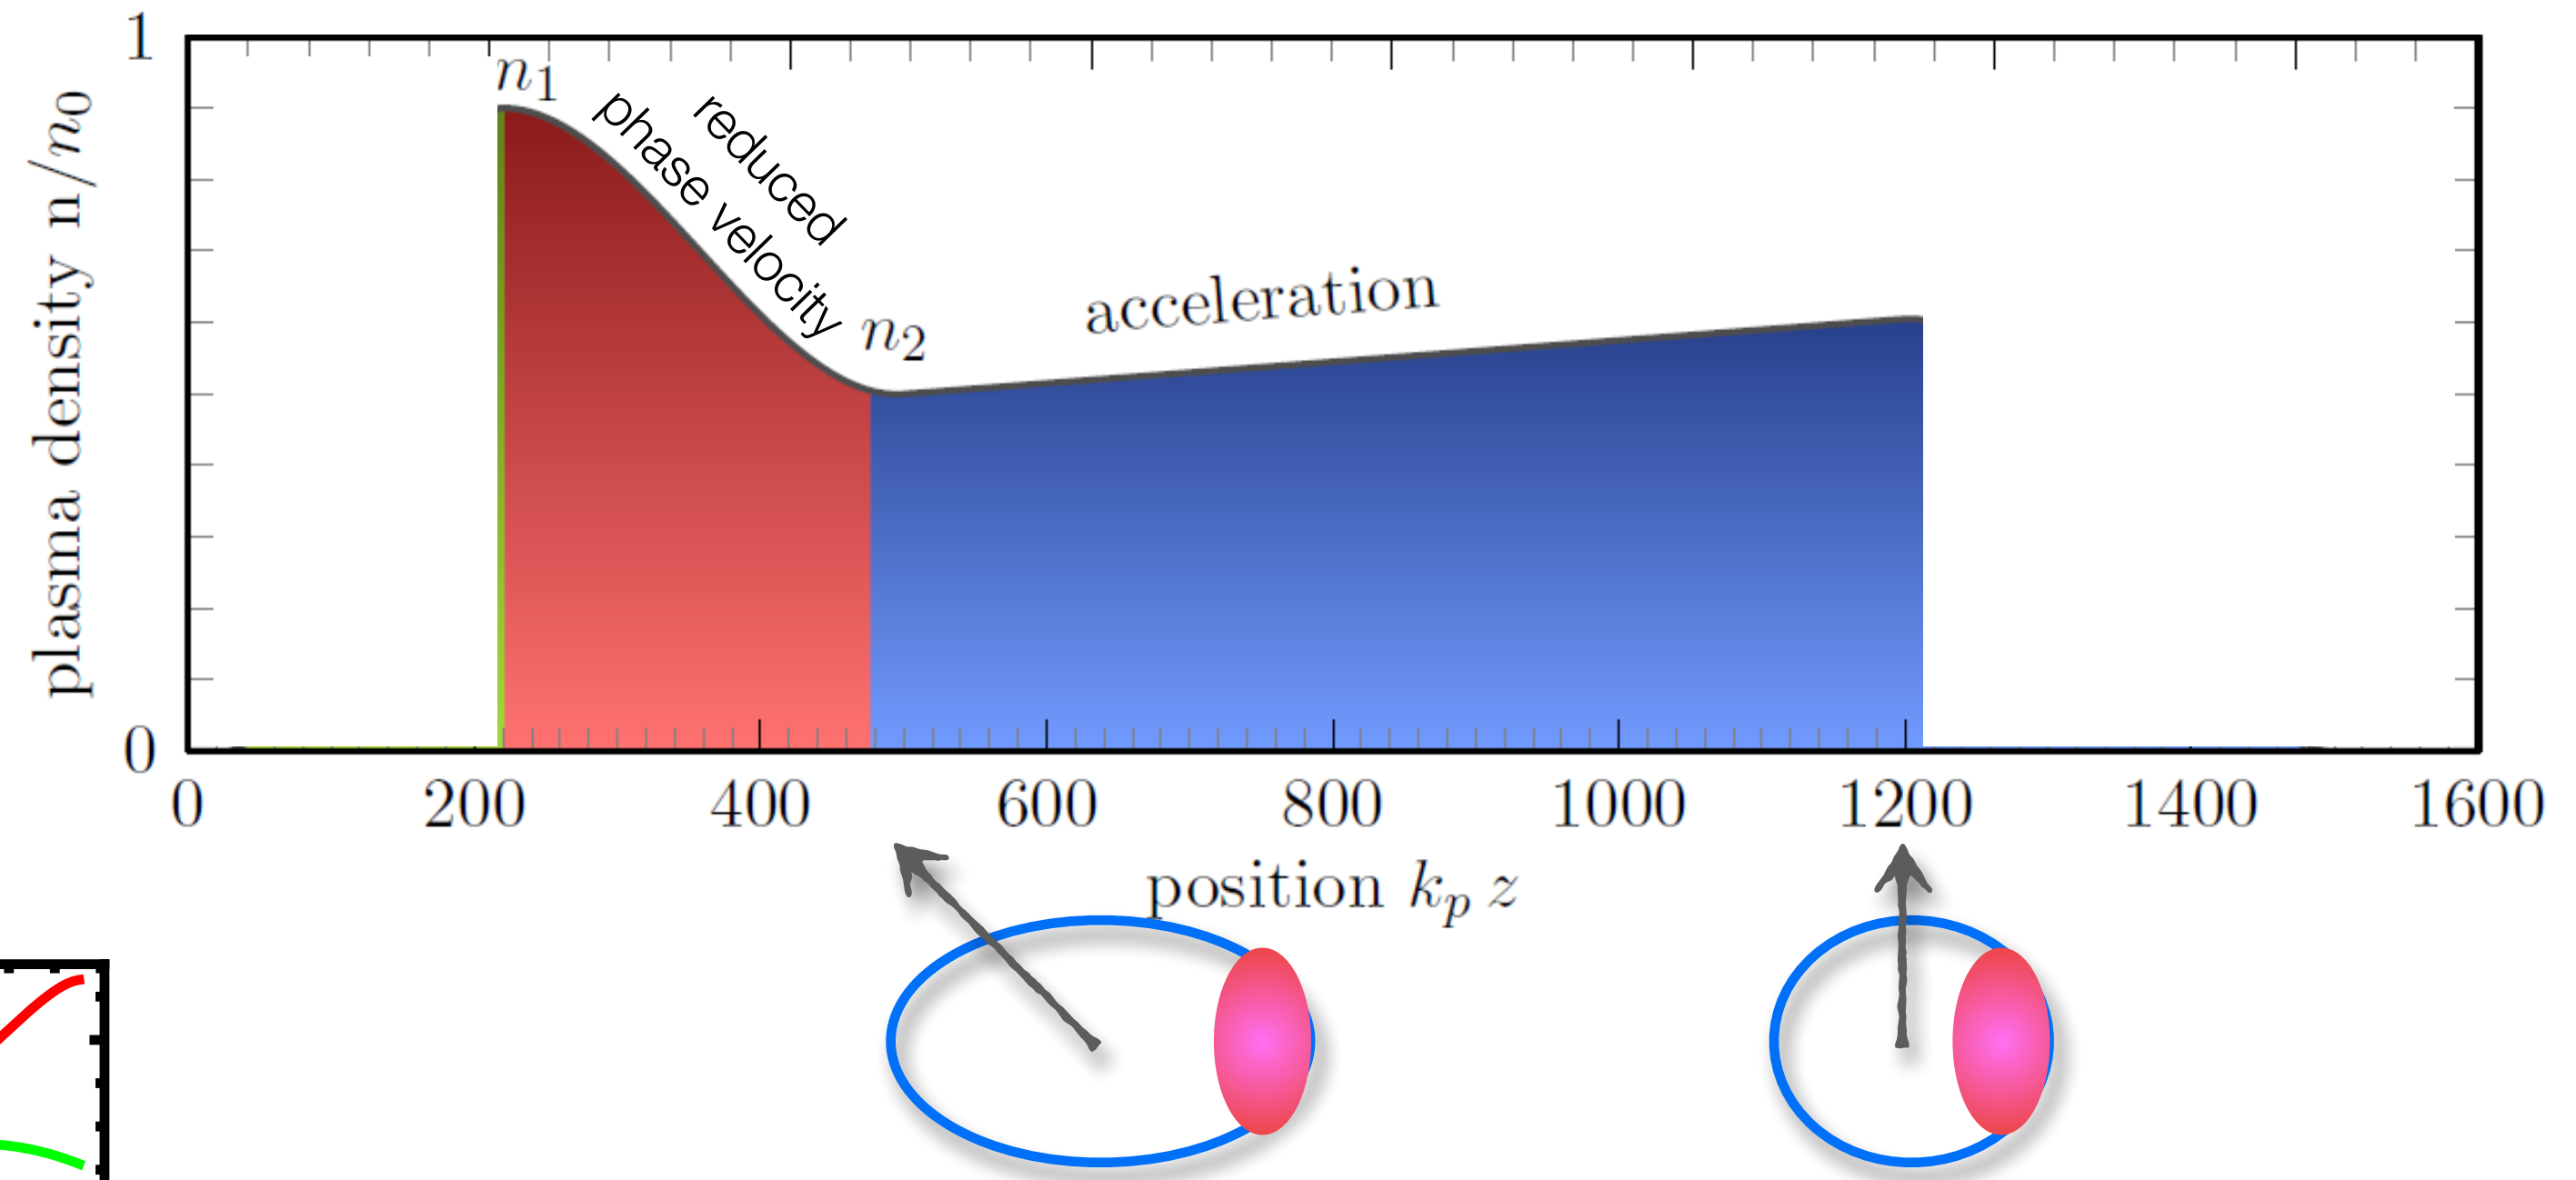 1
n₁
reduced
phase velocity
n₂
acceleration
plasma density n/n₀
0
0 200 400 600 800 1000 1200 1400 1600
position kₚ z